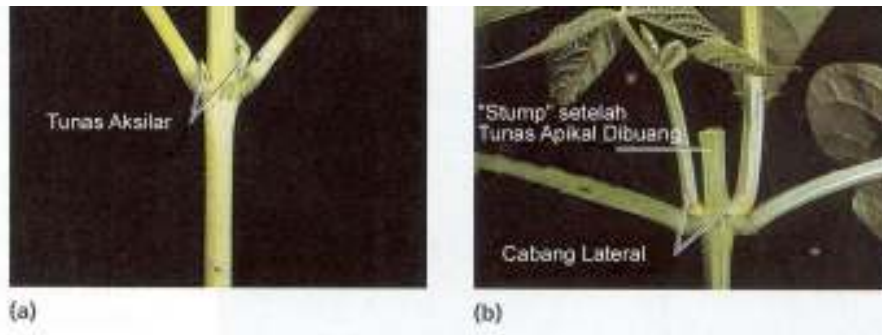 Tunas Aksilar
"Stump" setelah
Tunas Apikal Dibuang
Cabang Lateral
(a)
(b)